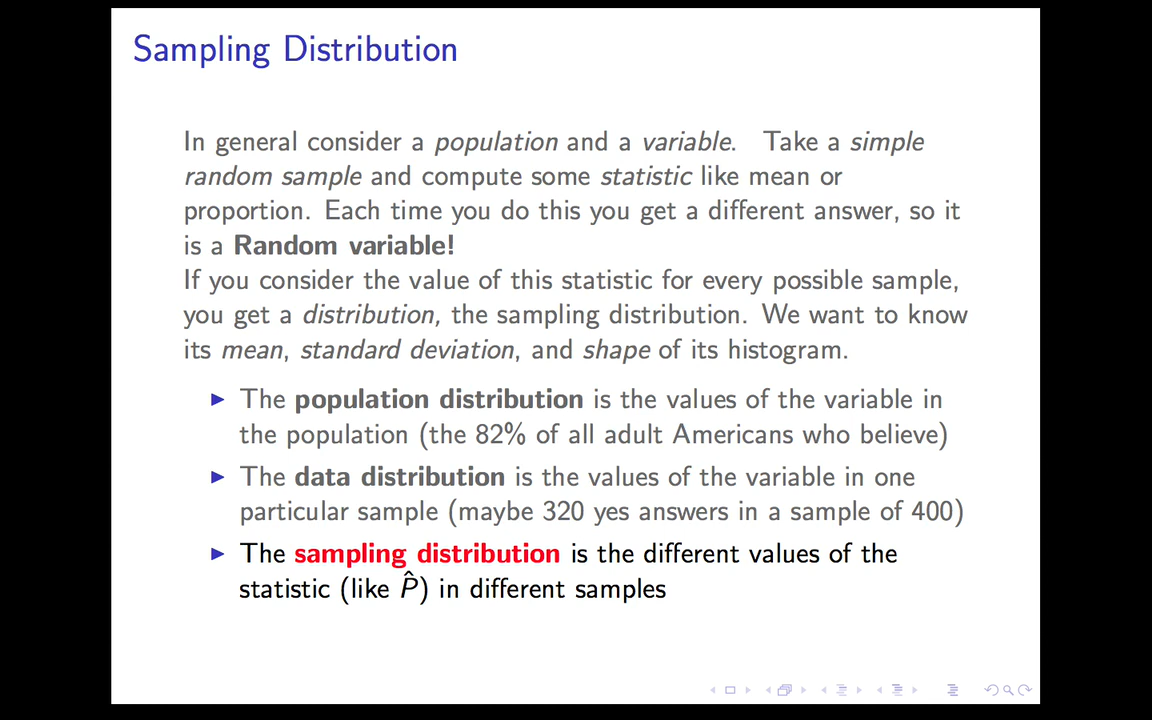 Sampling Distribution
In general consider a population and a variable. Take a simple
random sample and compute some statistic like mean or
proportion. Each time you do this you get a different answer, so it
is a Random variable!
If you consider the value of this statistic for every possible sample,
you get a distribution, the sampling distribution. We want to know
its mean, standard deviation, and shape of its histogram.
▶ The population distribution is the values of the variable in
the population (the 82% of all adult Americans who believe)
▶ The data distribution is the values of the variable in one
particular sample (maybe 320 yes answers in a sample of 400)
▶ The sampling distribution is the different values of the
statistic (like P̂) in different samples